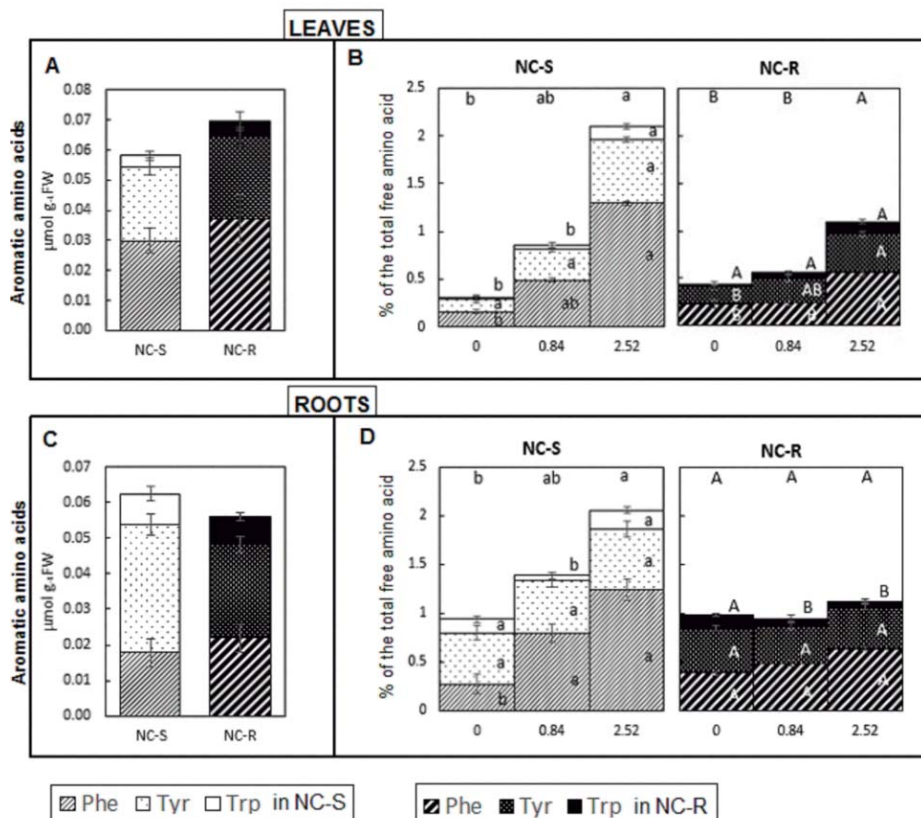 LEAVES
A
Aromatic amino acids
µmol g-1FW
0.08
0.07
0.06
0.05
0.04
0.03
0.02
0.01
0.00
NC-S NC-R
B
NC-S NC-R
% of the total free amino acid
2.5
2
1.5
1
0.5
0
b ab a B B A
b a b
b a ab
a a a
A B B
A AB B
A A A
0 0.84 2.52 0 0.84 2.52
ROOTS
C
Aromatic amino acids
µmol g-1FW
0.07
0.06
0.05
0.04
0.03
0.02
0.01
0.00
NC-S NC-R
D
NC-S NC-R
% of the total free amino acid
2.5
2
1.5
1
0.5
0
b ab a A A A
a a b
b a a
a a a
A A A
B A A
B A A
0 0.84 2.52 0 0.84 2.52
Phe Tyr Trp in NC-S Phe Tyr Trp in NC-R